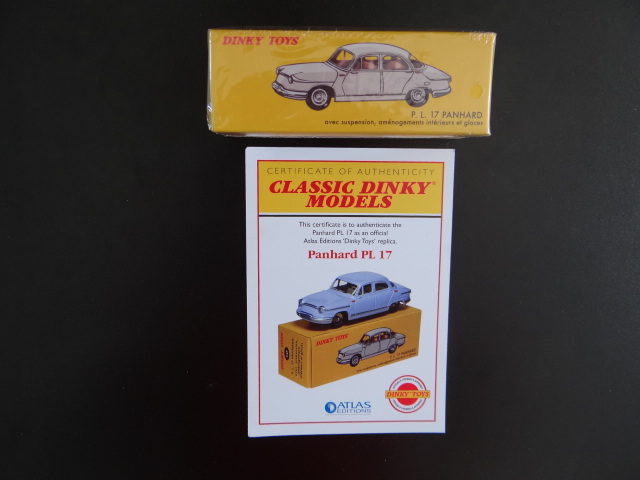 DINKY TOYS
P. L. 17 PANHARD
avec suspension, aménagements intérieurs et glaces
CERTIFICATE OF AUTHENTICITY
CLASSIC DINKY®
MODELS
This certificate is to authenticate the
Panhard PL 17 as an official
Atlas Editions 'Dinky Toys' replica.
Panhard PL 17
DINKY TOYS
P. L. 17 PANHARD
DINKY TOYS
ATLAS
EDITIONS